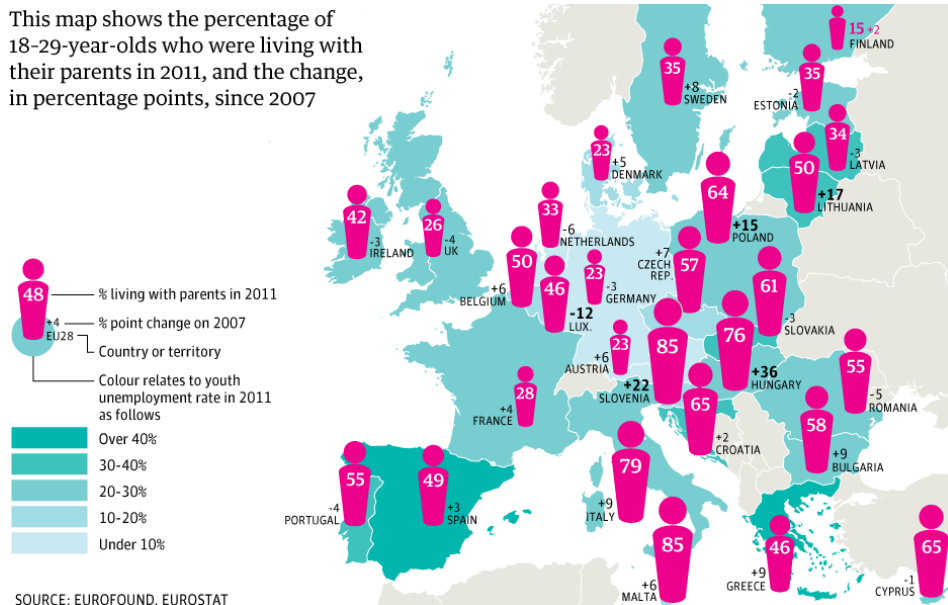 This map shows the percentage of
18-29-year-olds who were living with
their parents in 2011, and the change,
in percentage points, since 2007
15 +2
FINLAND
35
+8
SWEDEN
35
-2
ESTONIA
34
-3
LATVIA
23
+5
DENMARK
50
+17
LITHUANIA
64
+15
POLAND
42
-3
IRELAND
26
-4
UK
33
-6
NETHERLANDS
50
+6
BELGIUM
46
-12
LUX.
23
-3
GERMANY
+7
CZECH
REP.
57
61
-3
SLOVAKIA
48
% living with parents in 2011
+4
EU28
% point change on 2007
Country or territory
Colour relates to youth
unemployment rate in 2011
as follows
Over 40%
30-40%
20-30%
10-20%
Under 10%
23
+6
AUSTRIA
85
+22
SLOVENIA
76
+36
HUNGARY
55
-5
ROMANIA
28
+4
FRANCE
65
+2
CROATIA
58
+9
BULGARIA
55
-4
PORTUGAL
49
+3
SPAIN
79
+9
ITALY
85
+6
MALTA
46
+9
GREECE
65
-1
CYPRUS
SOURCE: EUROFOUND, EUROSTAT